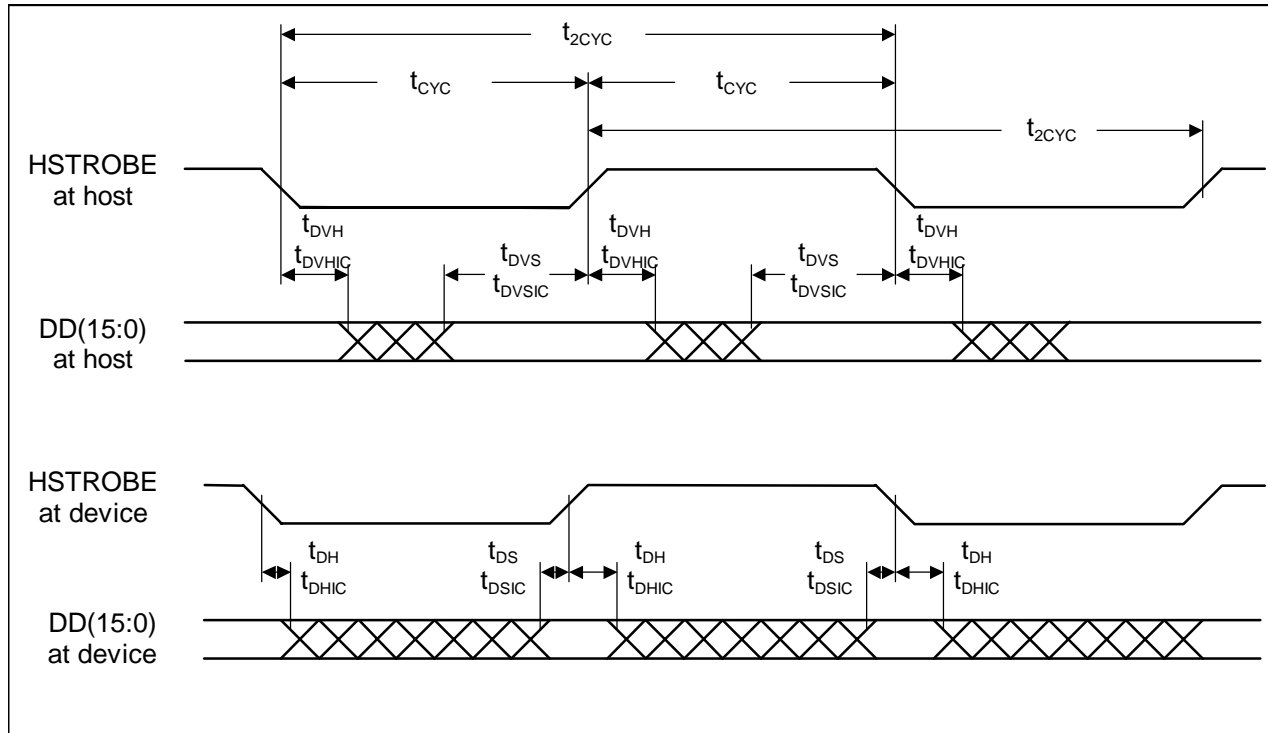 t2CYC
tCYC tCYC
t2CYC
HSTROBE
at host
tDVH tDVH tDVH
tDVHIC tDVS tDVHIC tDVS tDVHIC
tDVSIC tDVSIC
DD(15:0)
at host
HSTROBE
at device
tDH tDS tDH tDS tDH
tDHIC tDSIC tDHIC tDSIC tDHIC
DD(15:0)
at device